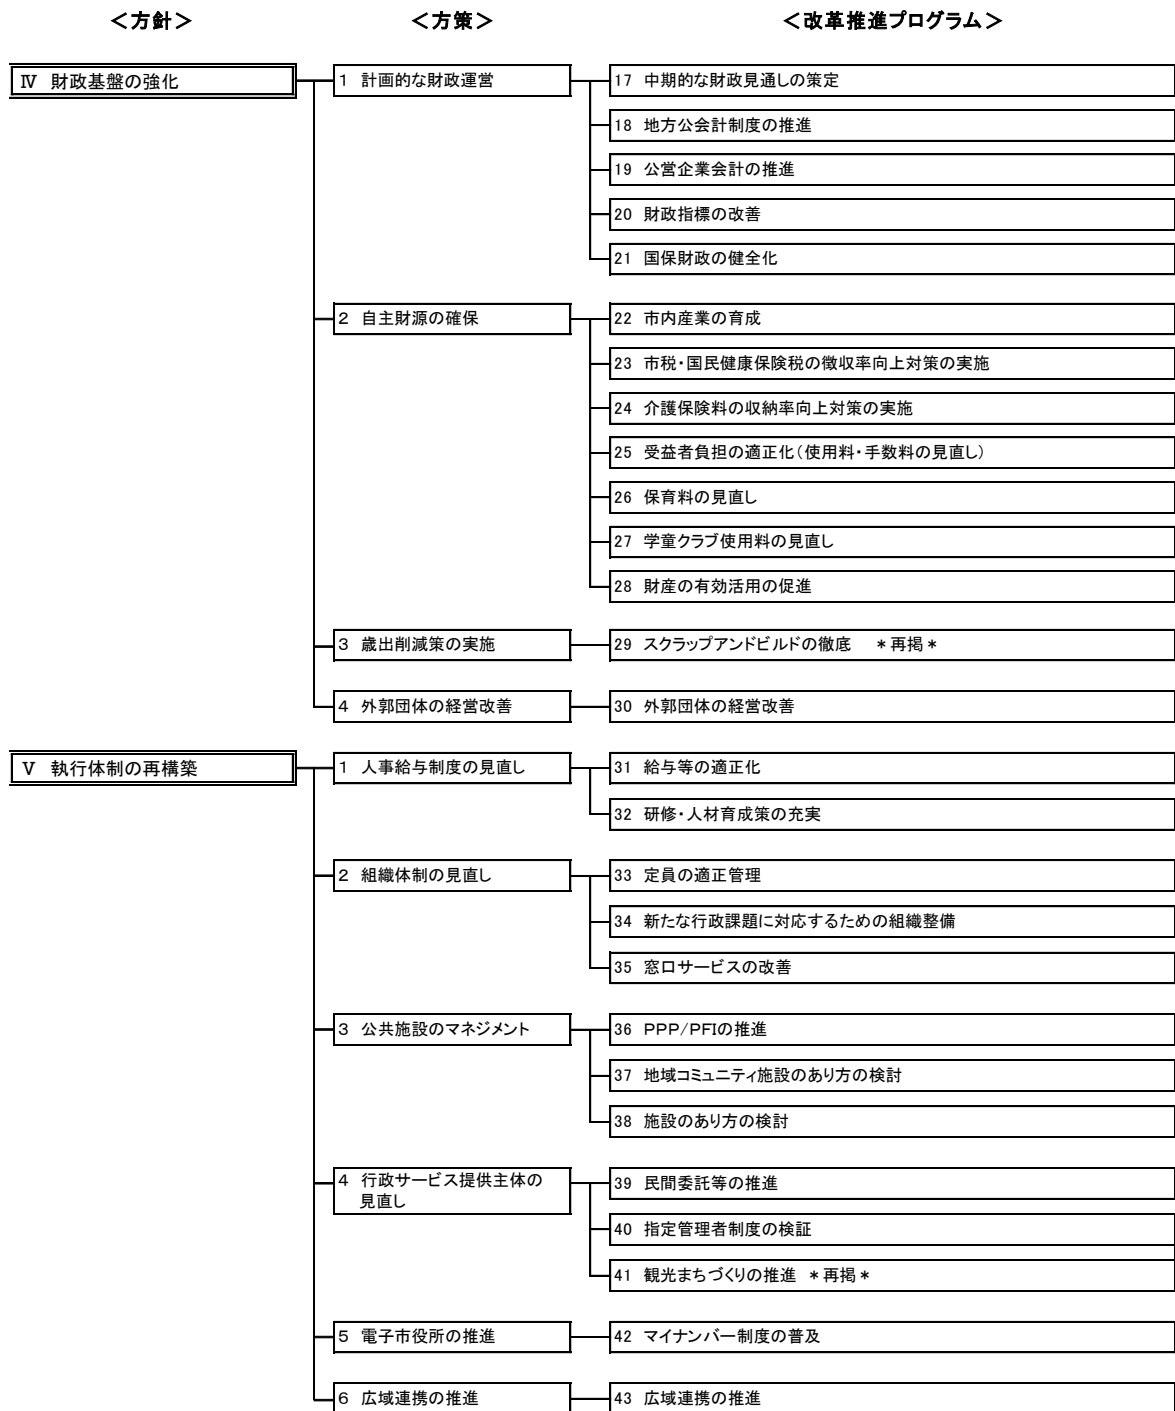 ＜方針＞ ＜方策＞ ＜改革推進プログラム＞
Ⅳ 財政基盤の強化 1 計画的な財政運営 17 中期的な財政見通しの策定
18 地方公会計制度の推進
19 公営企業会計の推進
20 財政指標の改善
21 国保財政の健全化
2 自主財源の確保 22 市内産業の育成
23 市税・国民健康保険税の徴収率向上対策の実施
24 介護保険料の収納率向上対策の実施
25 受益者負担の適正化（使用料・手数料の見直し）
26 保育料の見直し
27 学童クラブ使用料の見直し
28 財産の有効活用の促進
3 歳出削減策の実施 29 スクラップアンドビルドの徹底 ＊再掲＊
4 外郭団体の経営改善 30 外郭団体の経営改善
Ⅴ 執行体制の再構築 1 人事給与制度の見直し 31 給与等の適正化
32 研修・人材育成策の充実
2 組織体制の見直し 33 定員の適正管理
34 新たな行政課題に対応するための組織整備
35 窓口サービスの改善
3 公共施設のマネジメント 36 PPP/PFIの推進
37 地域コミュニティ施設のあり方の検討
38 施設のあり方の検討
4 行政サービス提供主体の 39 民間委託等の推進
見直し
40 指定管理者制度の検証
41 観光まちづくりの推進 ＊再掲＊
5 電子市役所の推進 42 マイナンバー制度の普及
6 広域連携の推進 43 広域連携の推進